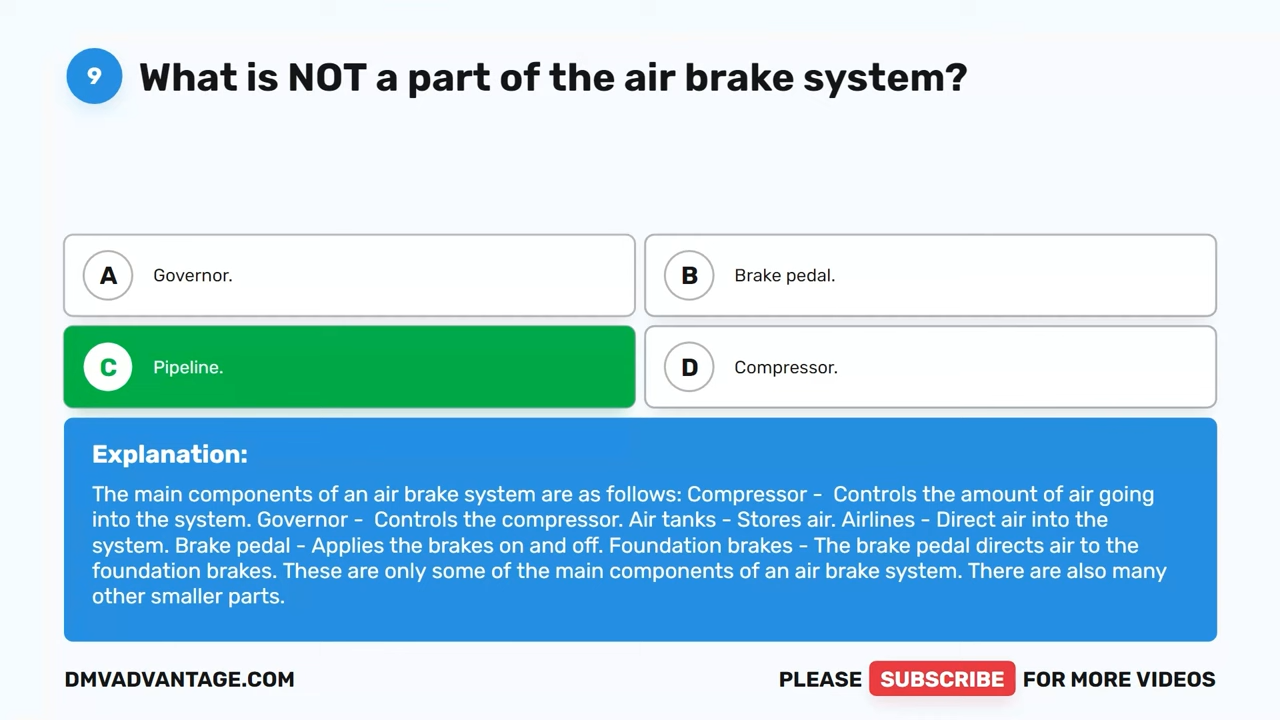 9
What is NOT a part of the air brake system?
A
Governor.
B
Brake pedal.
C
Pipeline.
D
Compressor.
Explanation:
The main components of an air brake system are as follows: Compressor -  Controls the amount of air going
into the system. Governor -  Controls the compressor. Air tanks - Stores air. Airlines - Direct air into the
system. Brake pedal - Applies the brakes on and off. Foundation brakes - The brake pedal directs air to the
foundation brakes. These are only some of the main components of an air brake system. There are also many
other smaller parts.
DMVADVANTAGE.COM
PLEASE SUBSCRIBE FOR MORE VIDEOS